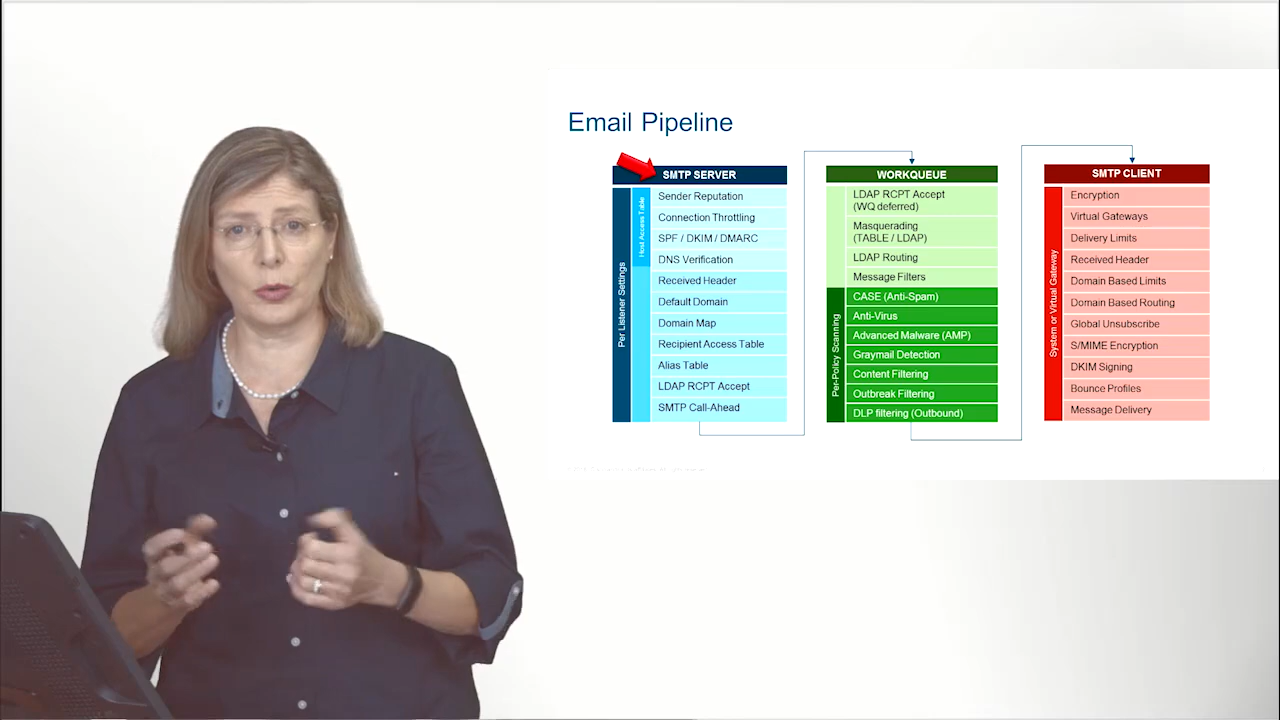 Email Pipeline
SMTP SERVER
Per Listener Settings
Host Access Table
Sender Reputation
Connection Throttling
SPF / DKIM / DMARC
DNS Verification
Received Header
Default Domain
Domain Map
Recipient Access Table
Alias Table
LDAP RCPT Accept
SMTP Call-Ahead
WORKQUEUE
LDAP RCPT Accept
(WQ deferred)
Masquerading
(TABLE / LDAP)
LDAP Routing
Message Filters
Per-Policy Scanning
CASE (Anti-Spam)
Anti-Virus
Advanced Malware (AMP)
Graymail Detection
Content Filtering
Outbreak Filtering
DLP filtering (Outbound)
SMTP CLIENT
System or Virtual Gateway
Encryption
Virtual Gateways
Delivery Limits
Received Header
Domain Based Limits
Domain Based Routing
Global Unsubscribe
S/MIME Encryption
DKIM Signing
Bounce Profiles
Message Delivery